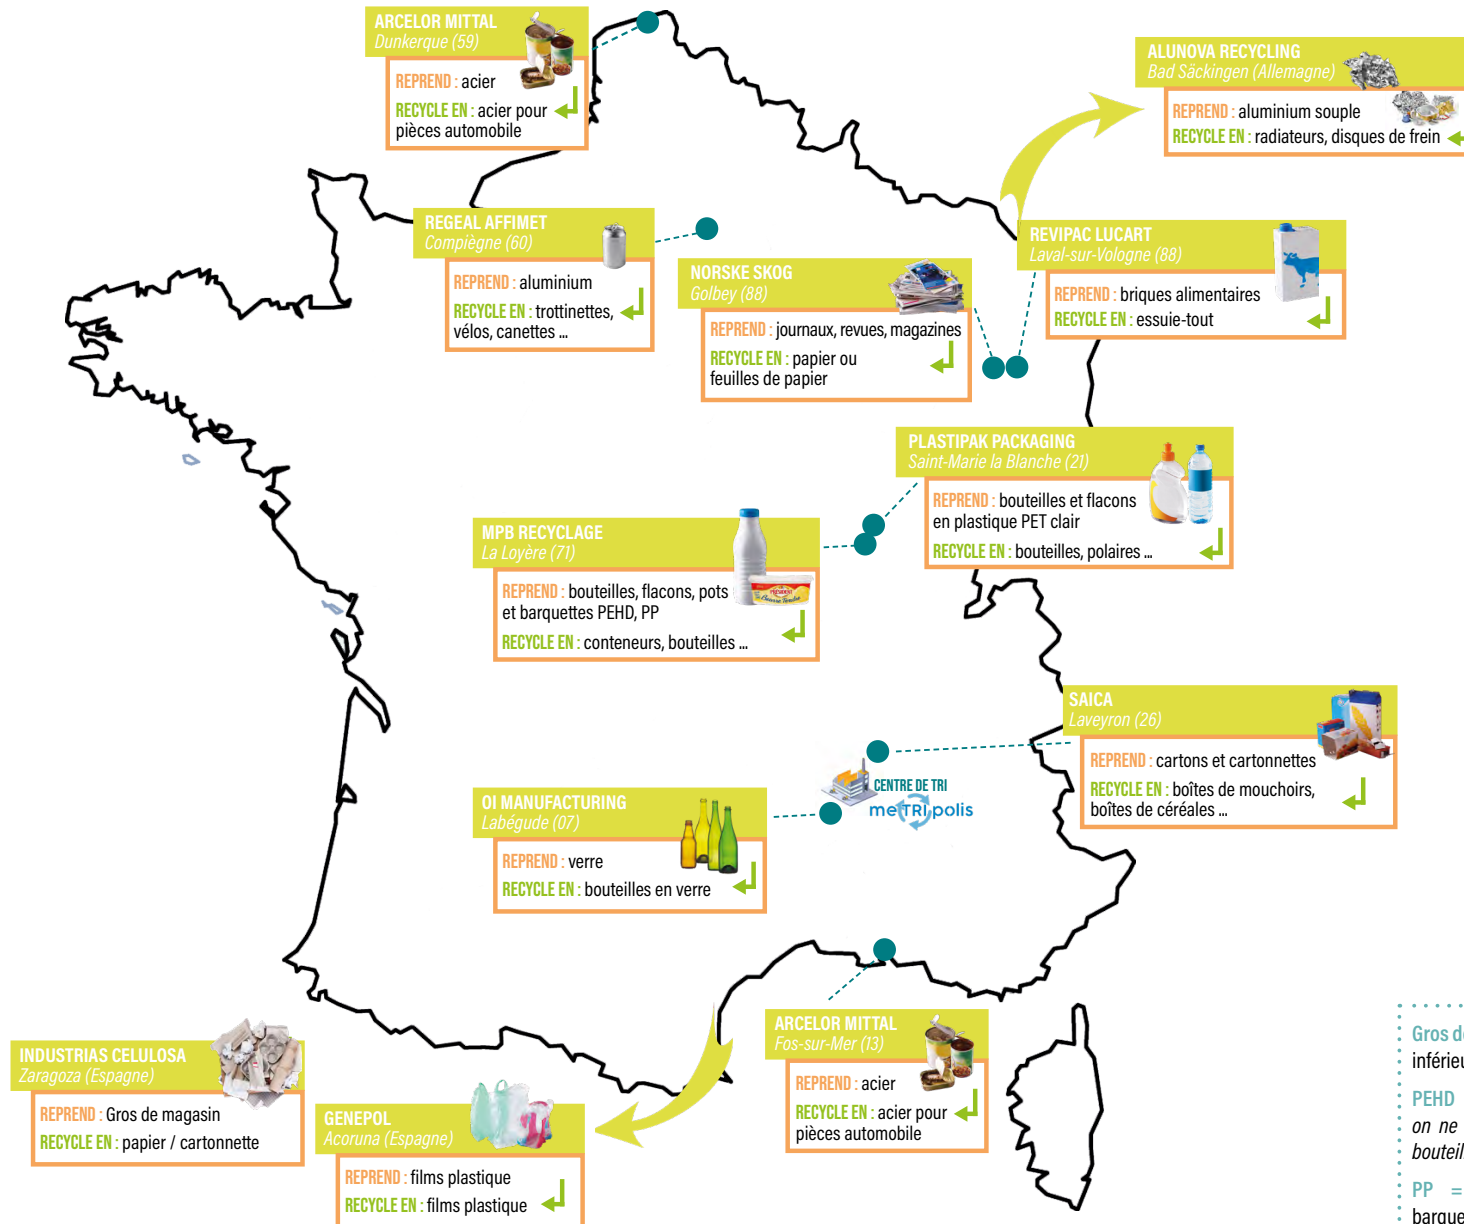 ARCELOR MITTAL
Dunkerque (59)
REPREND : acier
RECYCLE EN : acier pour
pièces automobile
ALUNOVA RECYCLING
Bad Säckingen (Allemagne)
REPREND : aluminium souple
RECYCLE EN : radiateurs, disques de frein
REGEAL AFFIMET
Compiègne (60)
REPREND : aluminium
RECYCLE EN : trottinettes,
vélos, canettes ...
NORSKE SKOG
Golbey (88)
REPREND : journaux, revues, magazines
RECYCLE EN : papier ou
feuilles de papier
REVIPAC LUCART
Laval-sur-Vologne (88)
REPREND : briques alimentaires
RECYCLE EN : essuie-tout
PLASTIPAK PACKAGING
Saint-Marie la Blanche (21)
REPREND : bouteilles et flacons
en plastique PET clair
RECYCLE EN : bouteilles, polaires ...
MPB RECYCLAGE
La Loyère (71)
REPREND : bouteilles, flacons, pots
et barquettes PEHD, PP
RECYCLE EN : conteneurs, bouteilles ...
PRÉSIDENT
Beurre Tendre
SAICA
Laveyron (26)
REPREND : cartons et cartonnettes
RECYCLE EN : boîtes de mouchoirs,
boîtes de céréales ...
CENTRE DE TRI
meTRIpolis
OI MANUFACTURING
Labégude (07)
REPREND : verre
RECYCLE EN : bouteilles en verre
ARCELOR MITTAL
Fos-sur-Mer (13)
REPREND : acier
RECYCLE EN : acier pour
pièces automobile
INDUSTRIAS CELULOSA
Zaragoza (Espagne)
REPREND : Gros de magasin
RECYCLE EN : papier / cartonnette
GENEPOL
Acoruna (Espagne)
REPREND : films plastique
RECYCLE EN : films plastique
Gros de
inférieu
PEHD
on ne
bouteil
PP =
barque